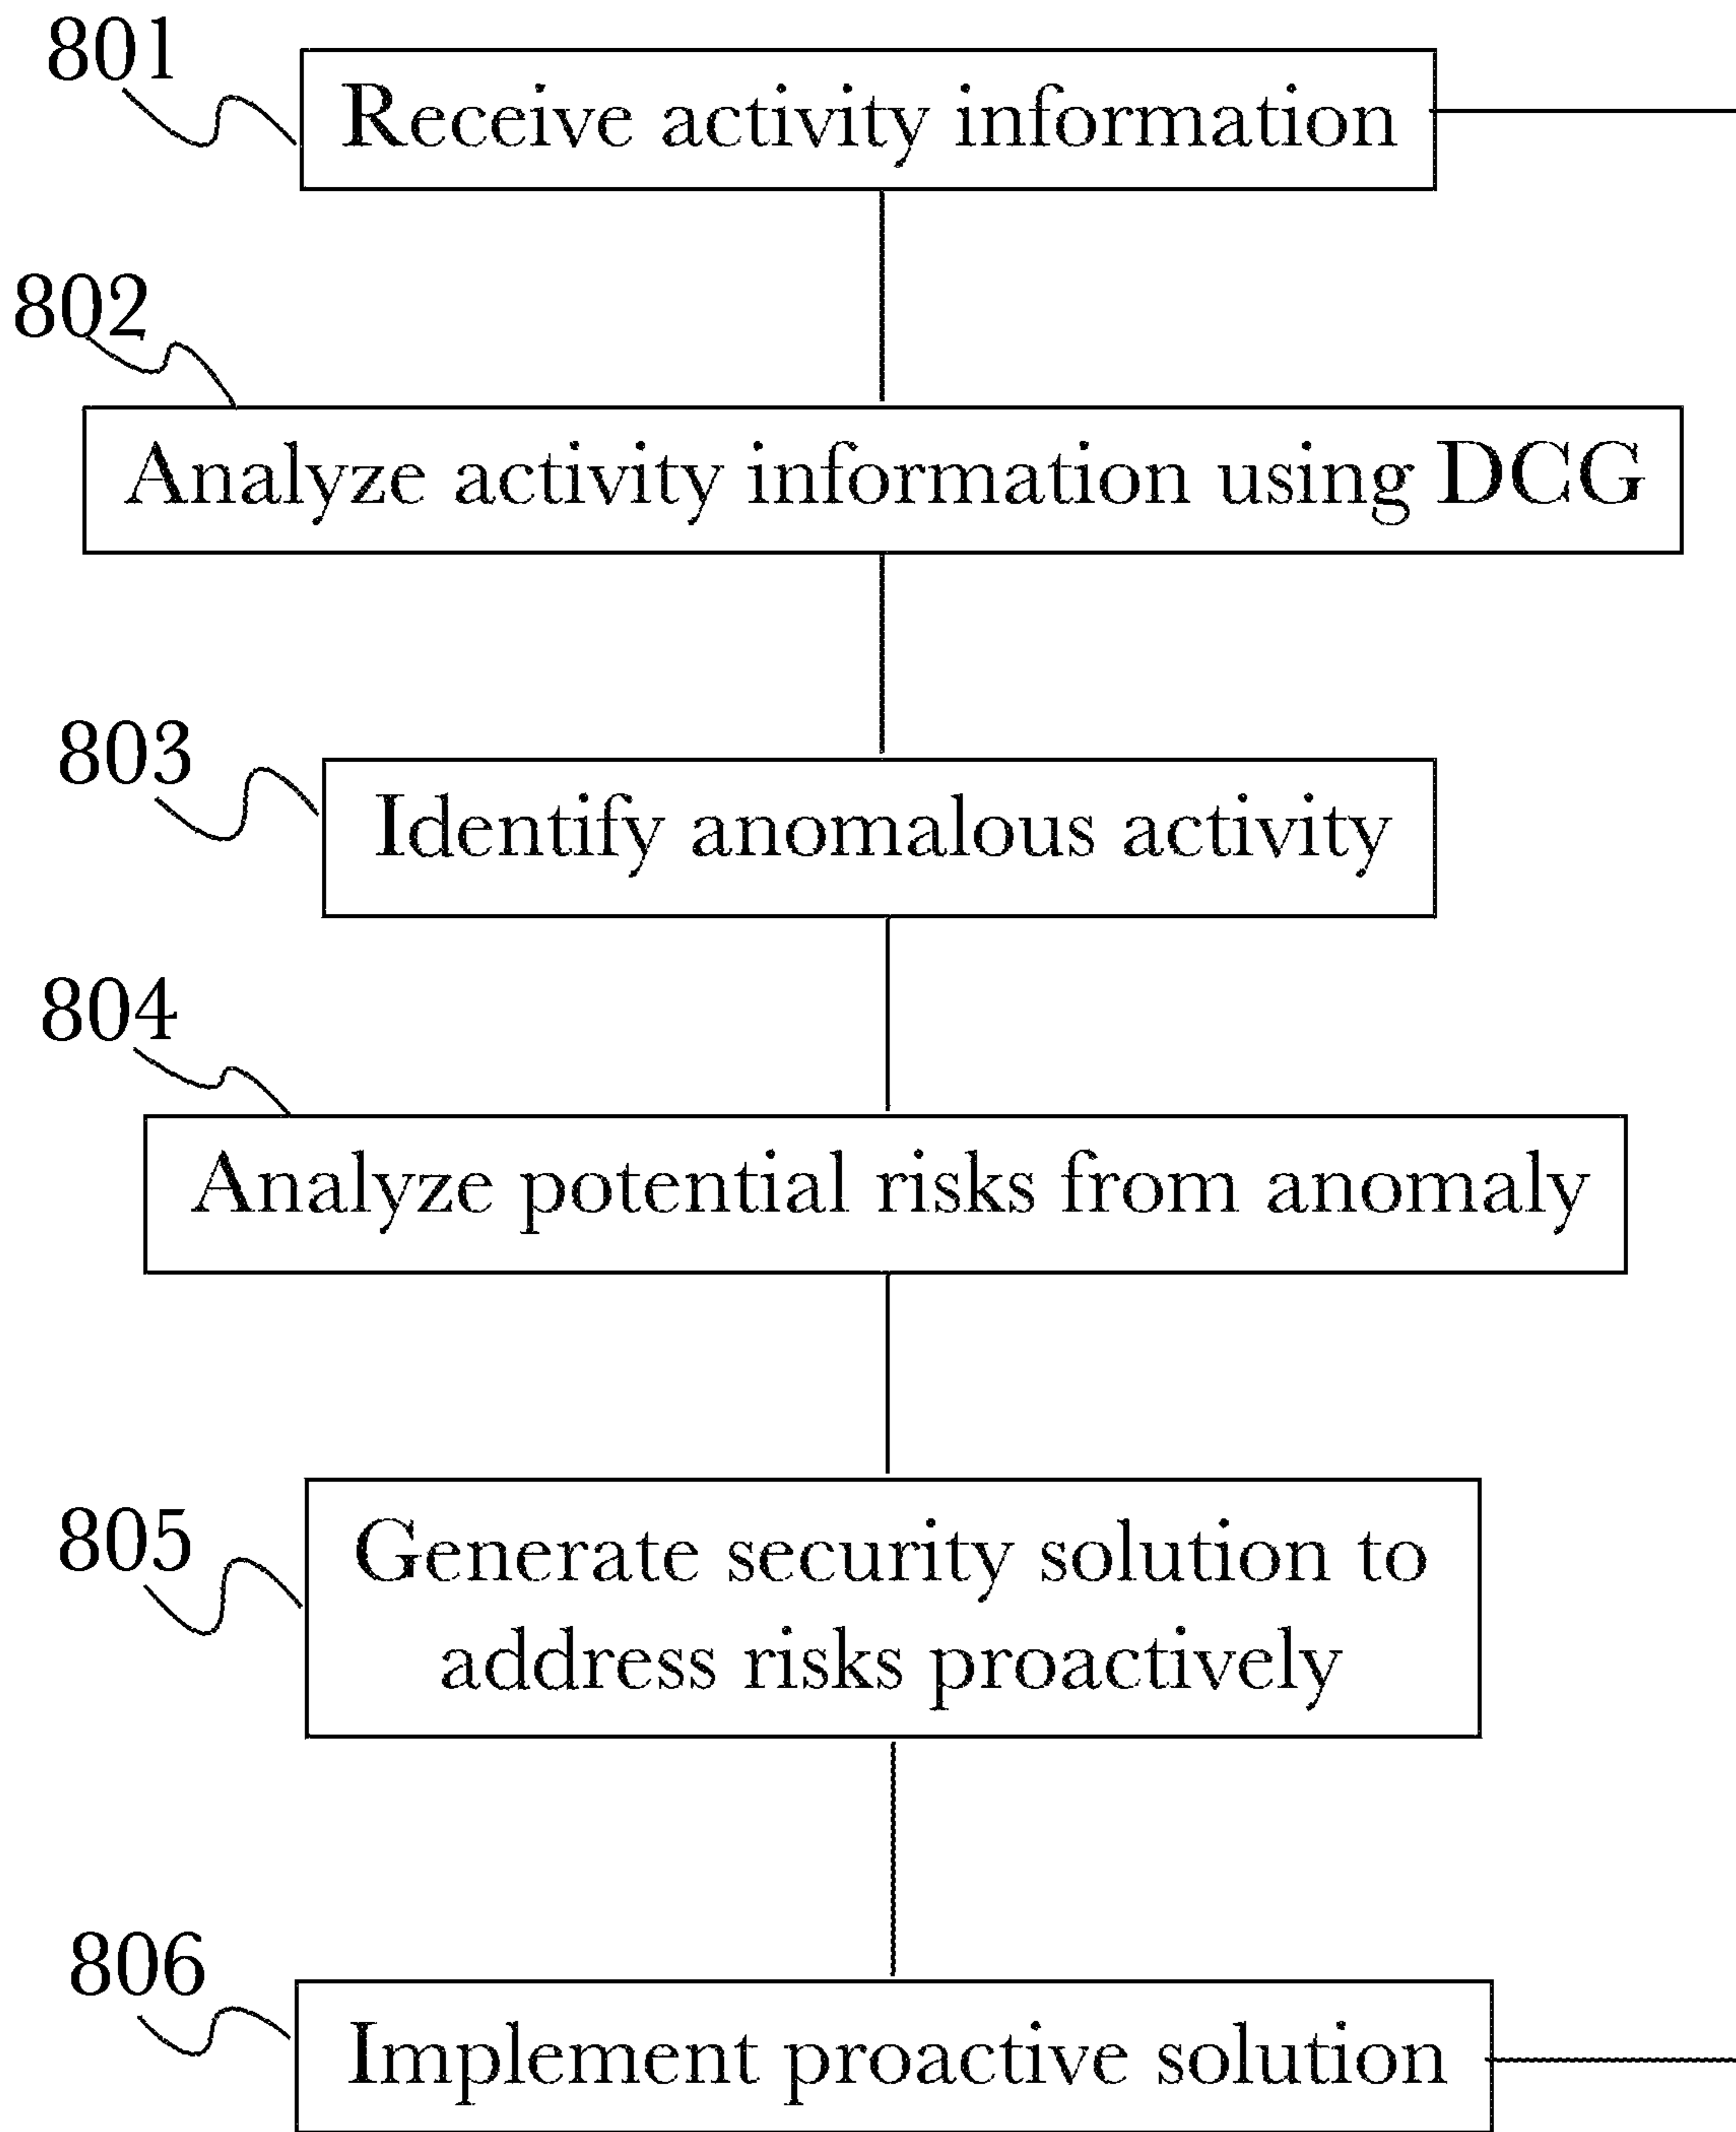 801
Receive activity information
802
Analyze activity information using DCG
803
Identify anomalous activity
804
Analyze potential risks from anomaly
805
Generate security solution to
address risks proactively
806
Implement proactive solution